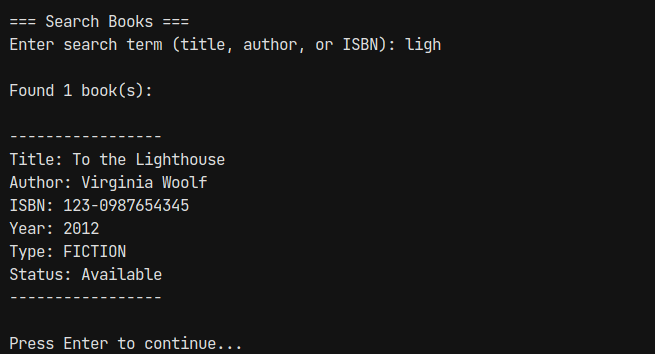 === Search Books ===
Enter search term (title, author, or ISBN): ligh
Found 1 book(s):
-----------------
Title: To the Lighthouse
Author: Virginia Woolf
ISBN: 123-0987654345
Year: 2012
Type: FICTION
Status: Available
-----------------
Press Enter to continue...